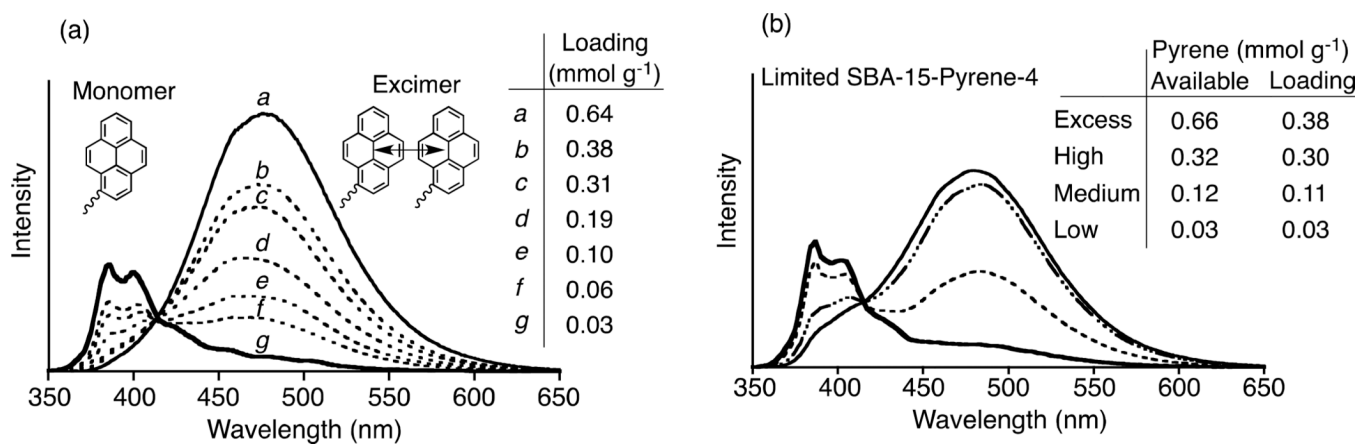 (a)
Monomer
Excimer
a
b
c
d
e
f
g
Loading
(mmol g-1)
a 0.64
b 0.38
c 0.31
d 0.19
e 0.10
f 0.06
g 0.03
Intensity
350 400 450 500 550 600 650
Wavelength (nm)
(b)
Limited SBA-15-Pyrene-4
Pyrene (mmol g-1)
Available Loading
Excess 0.66 0.38
High 0.32 0.30
Medium 0.12 0.11
Low 0.03 0.03
Intensity
350 400 450 500 550 600 650
Wavelength (nm)